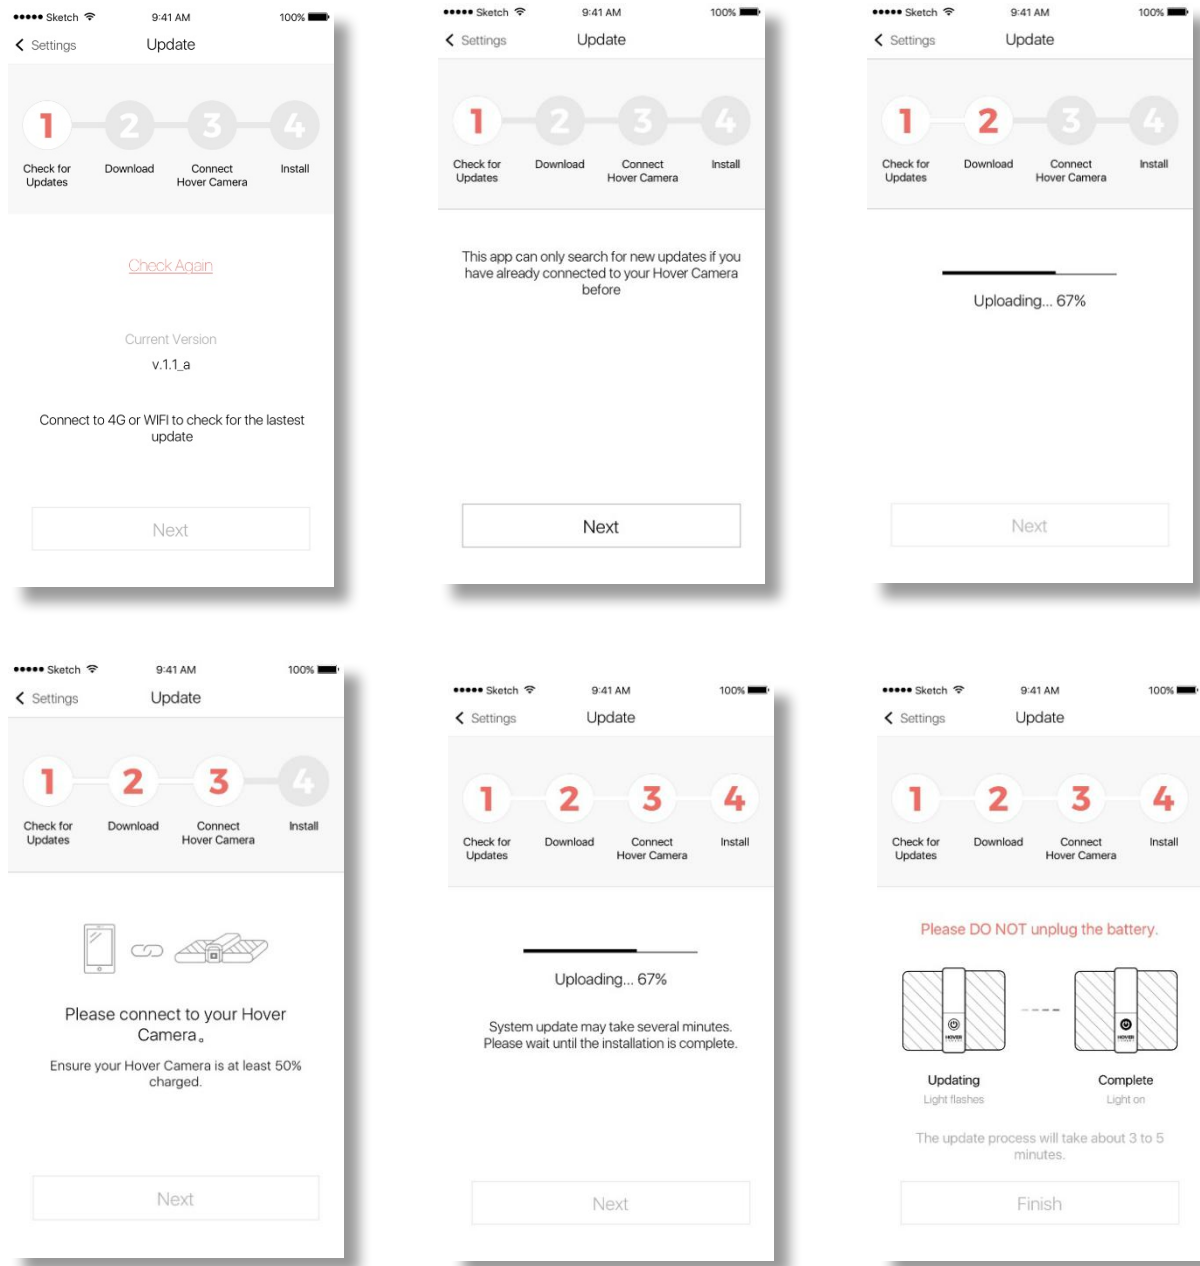 Sketch 9:41 AM 100%
Settings Update
1 2 3 4
Check for Updates
Download
Connect Hover Camera
Install
Check Again
Current Version
v.1.1_a
Connect to 4G or WIFI to check for the lastest
update
Next
Sketch 9:41 AM 100%
Settings Update
1 2 3 4
Check for Updates
Download
Connect Hover Camera
Install
This app can only search for new updates if you
have already connected to your Hover Camera
before
Next
Sketch 9:41 AM 100%
Settings Update
1 2 3 4
Check for Updates
Download
Connect Hover Camera
Install
Uploading... 67%
Next
Sketch 9:41 AM 100%
Settings Update
1 2 3 4
Check for Updates
Download
Connect Hover Camera
Install
Please connect to your Hover
Camera。
Ensure your Hover Camera is at least 50%
charged.
Next
Sketch 9:41 AM 100%
Settings Update
1 2 3 4
Check for Updates
Download
Connect Hover Camera
Install
Uploading... 67%
System update may take several minutes.
Please wait until the installation is complete.
Next
Sketch 9:41 AM 100%
Settings Update
1 2 3 4
Check for Updates
Download
Connect Hover Camera
Install
Please DO NOT unplug the battery.
HOVER HOVER
Updating Complete
Light flashes Light on
The update process will take about 3 to 5
minutes.
Finish